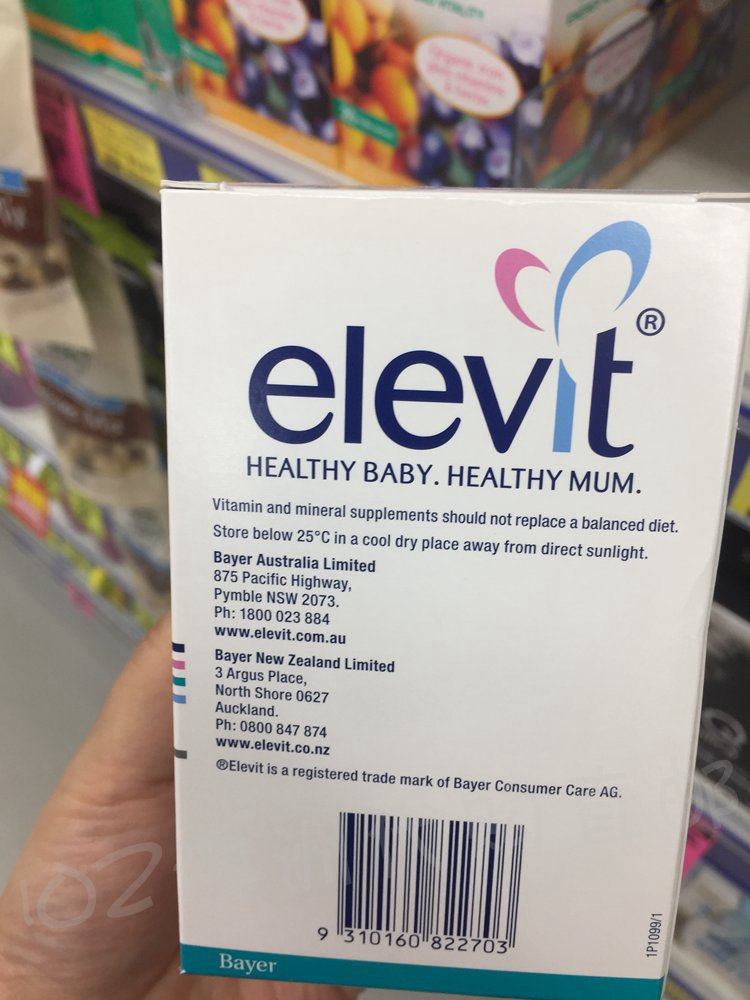 elevit®
HEALTHY BABY. HEALTHY MUM.
Vitamin and mineral supplements should not replace a balanced diet.
Store below 25°C in a cool dry place away from direct sunlight.
Bayer Australia Limited
875 Pacific Highway,
Pymble NSW 2073.
Ph: 1800 023 884
www.elevit.com.au
Bayer New Zealand Limited
3 Argus Place,
North Shore 0627
Auckland.
Ph: 0800 847 874
www.elevit.co.nz
®Elevit is a registered trade mark of Bayer Consumer Care AG.
9 310160 822703
1P1099/1
Bayer
102